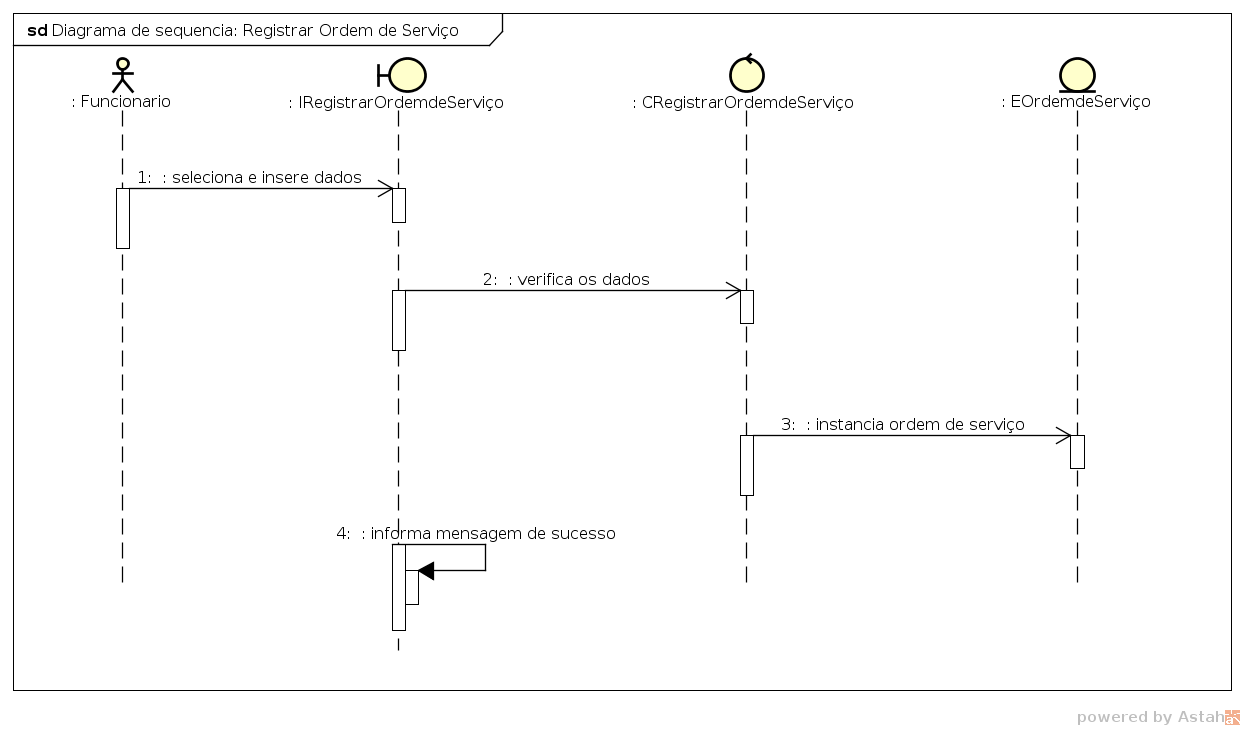 sd Diagrama de sequencia: Registrar Ordem de Serviço
: Funcionario
: IRegistrarOrdemdeServiço
: CRegistrarOrdemdeServiço
: EOrdemdeServiço
1: : seleciona e insere dados
2: : verifica os dados
3: : instancia ordem de serviço
4: : informa mensagem de sucesso
powered by Astah